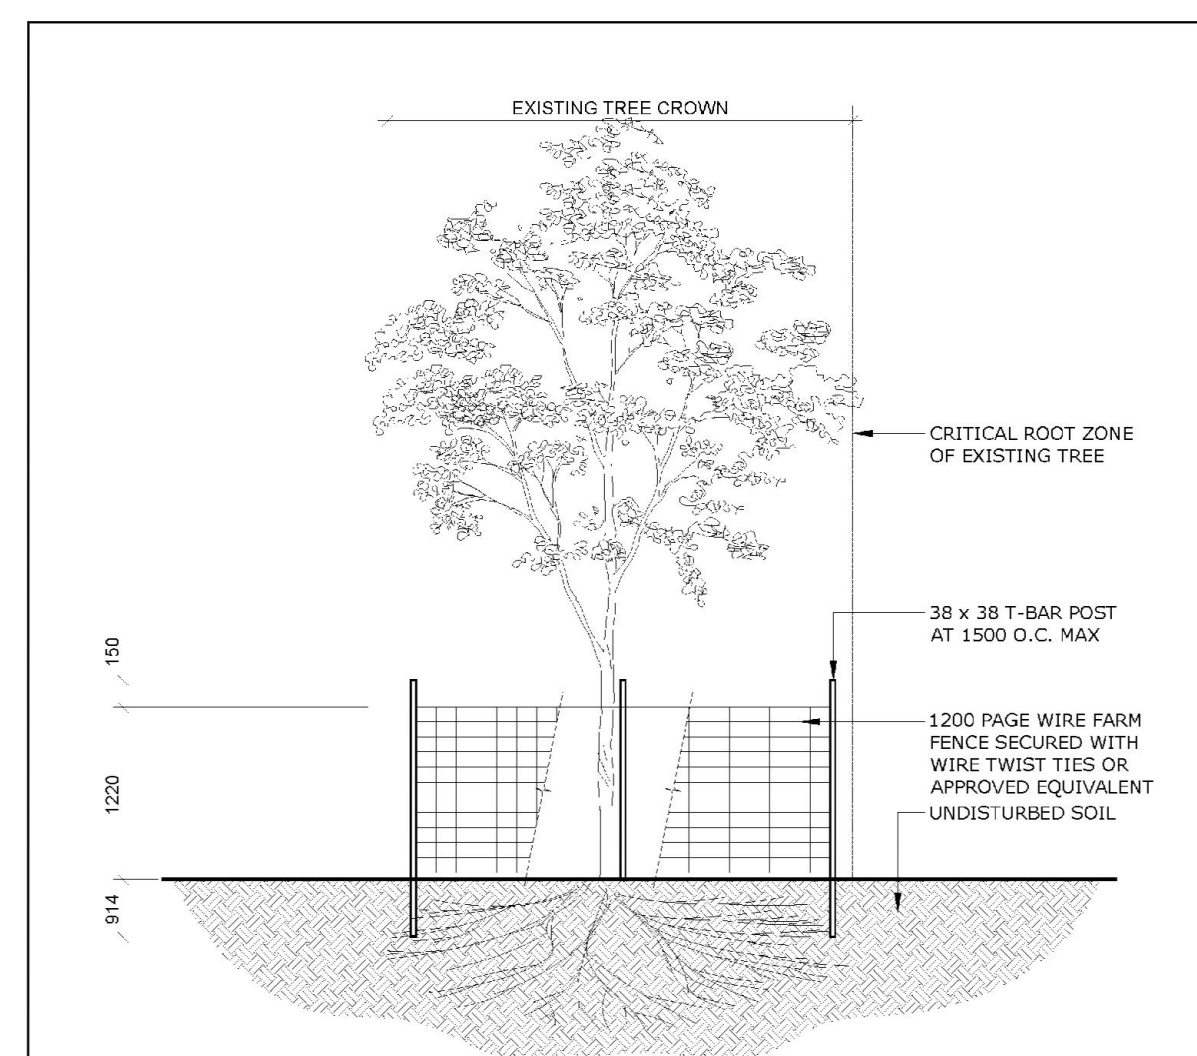 EXISTING TREE CROWN
CRITICAL ROOT ZONE
OF EXISTING TREE
38 x 38 T-BAR POST
AT 1500 O.C. MAX
150
1200 PAGE WIRE FARM
FENCE SECURED WITH
WIRE TWIST TIES OR
APPROVED EQUIVALENT
1220
UNDISTURBED SOIL
914